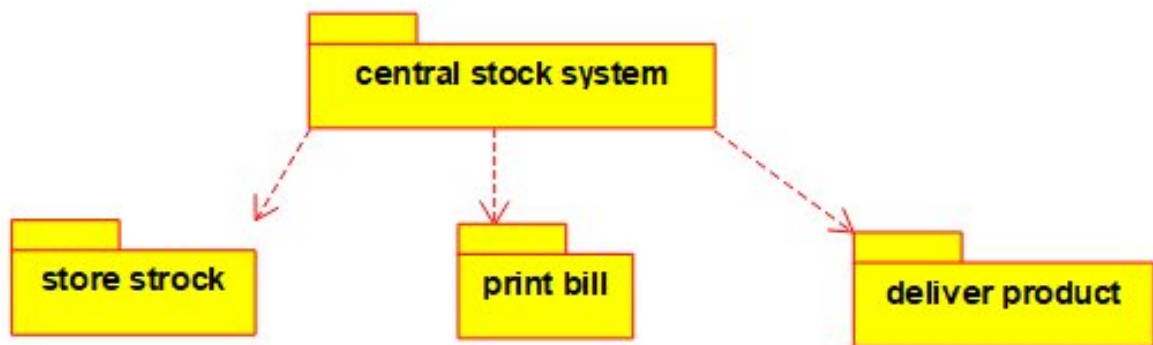 central stock system
store strock
print bill
deliver product